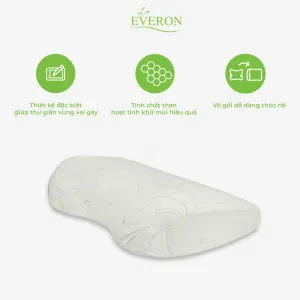 EVERON
Thiết kế đặc biệt
giúp thư giãn vùng vai gáy
Tinh chất than
hoạt tính khử mùi hiệu quả
Vỏ gối dễ dàng tháo rời